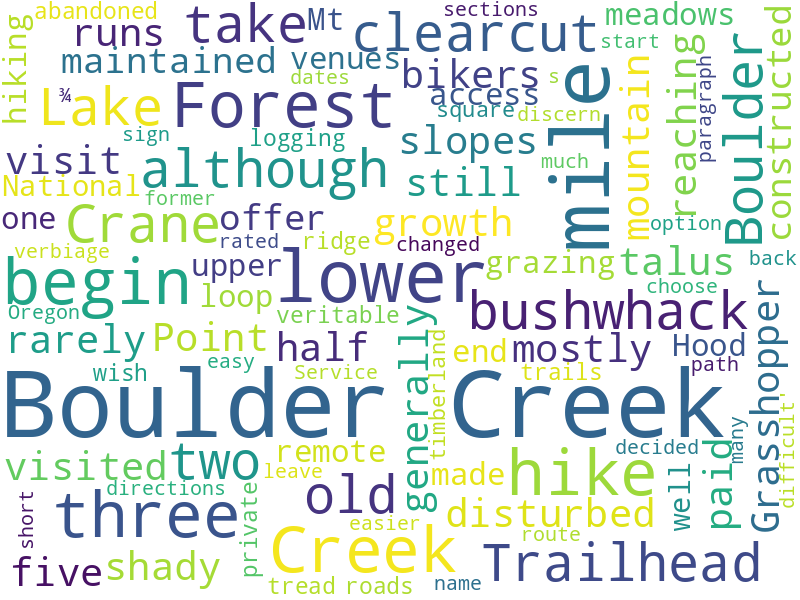 abandoned
sections
hiking
runs
take
Mt
clearcut
meadows
maintained
venues
start
dates
bikers
s
¾
Lake
Forest
access
mile
mountain
reaching
paragraph
Boulder
constructed
square
discern
sign
logging
slopes
visit
although
much
National
still
former
one
Crane
offer
growth
option
verbiage
rated
ridge
changed
begin
upper
lower
grazing
talus
back
loop
choose
Oregon
veritable
bushwhack
rarely
Point
half
generally
timberland
end
mostly
Hood
Grasshopper
easy
wish
Service
trails
path
Boulder Creek
difficult'
visited
two
remote
decided
many
leave
made
hike
well
paid
directions
short
three
private
old
disturbed
easier
route
Creek
Trailhead
five
shady
tread
roads
name